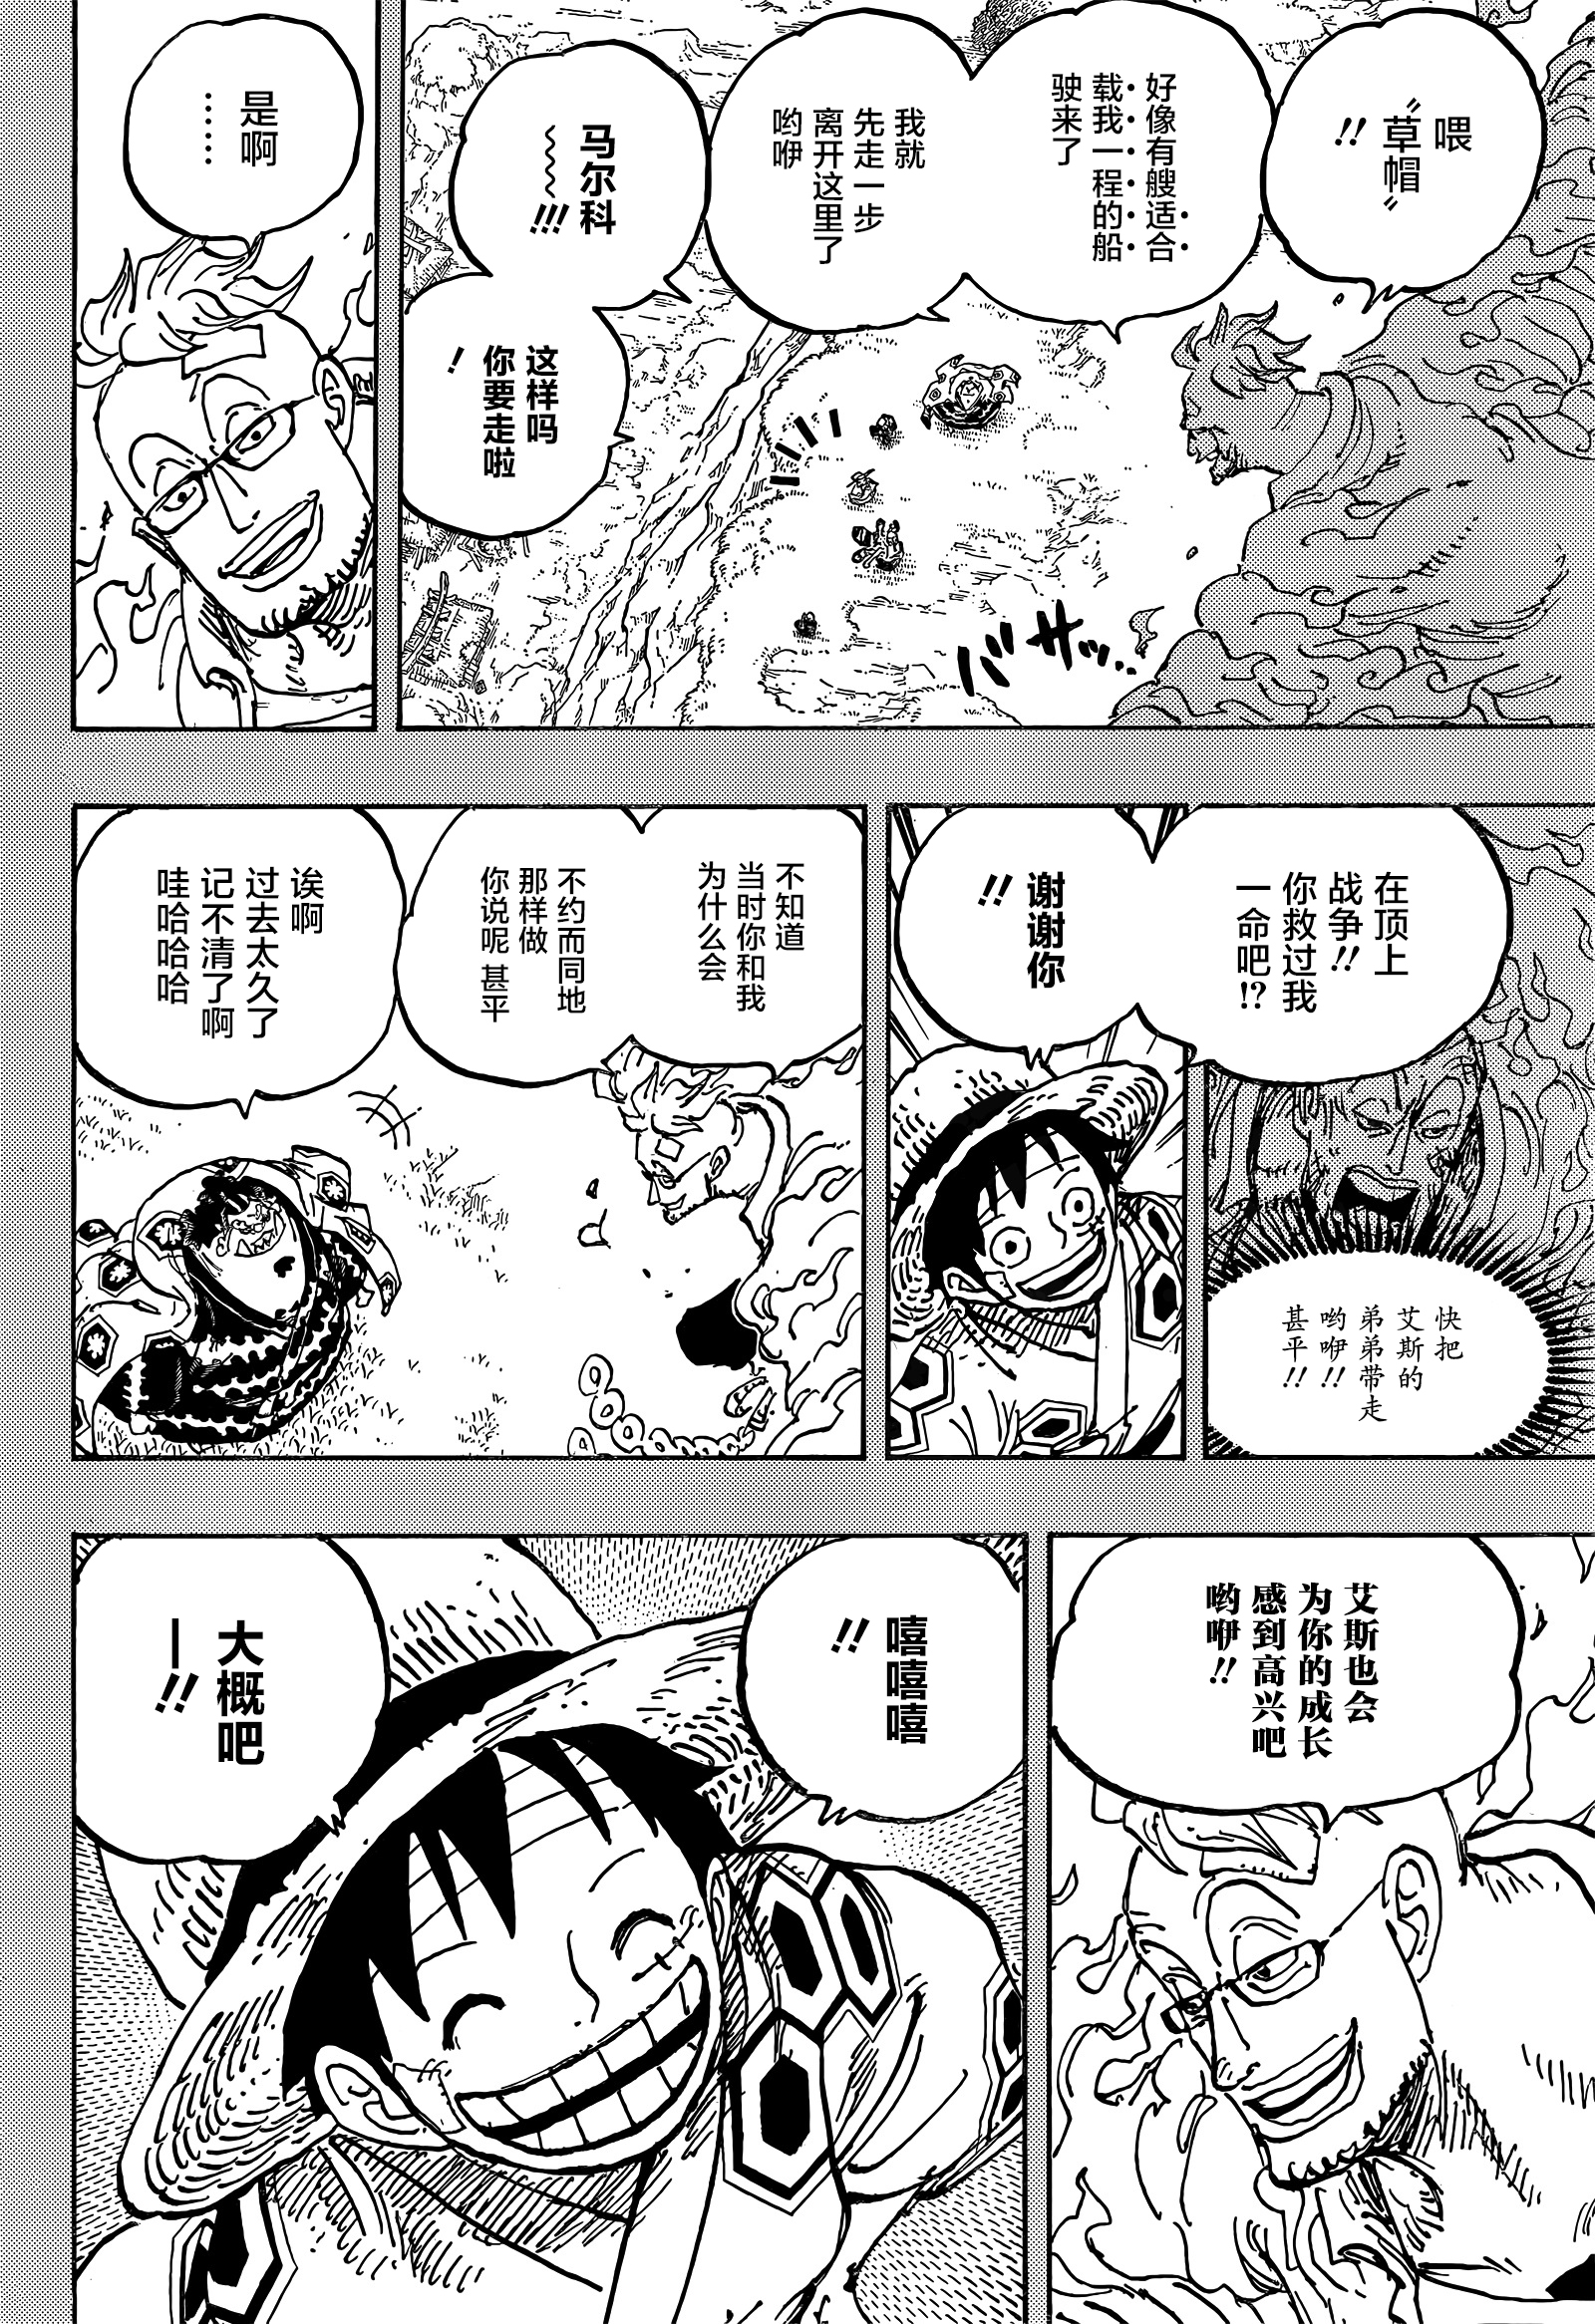 喂
〝草帽〟
!!
好像有艘适合
载我一程的船
驶来了
我就
先走一步
离开这里了
哟咿
马尔科
~~~~!!!
这样吗
你要走啦
!
是啊
……
バサッ…
在顶上
战争!!
你救过我
一命吧!?
快把
艾斯的
弟弟带走
哟咿!!
甚平!!
谢谢你
!!
不知道
当时你和我
为什么会
不约而同地
那样做
你说呢 甚平
诶啊
过去太久了
记不清了啊
哇哈哈哈
艾斯也会
为你的成长
感到高兴吧
哟咿!!
嘻嘻嘻
!!
大概吧
—!!